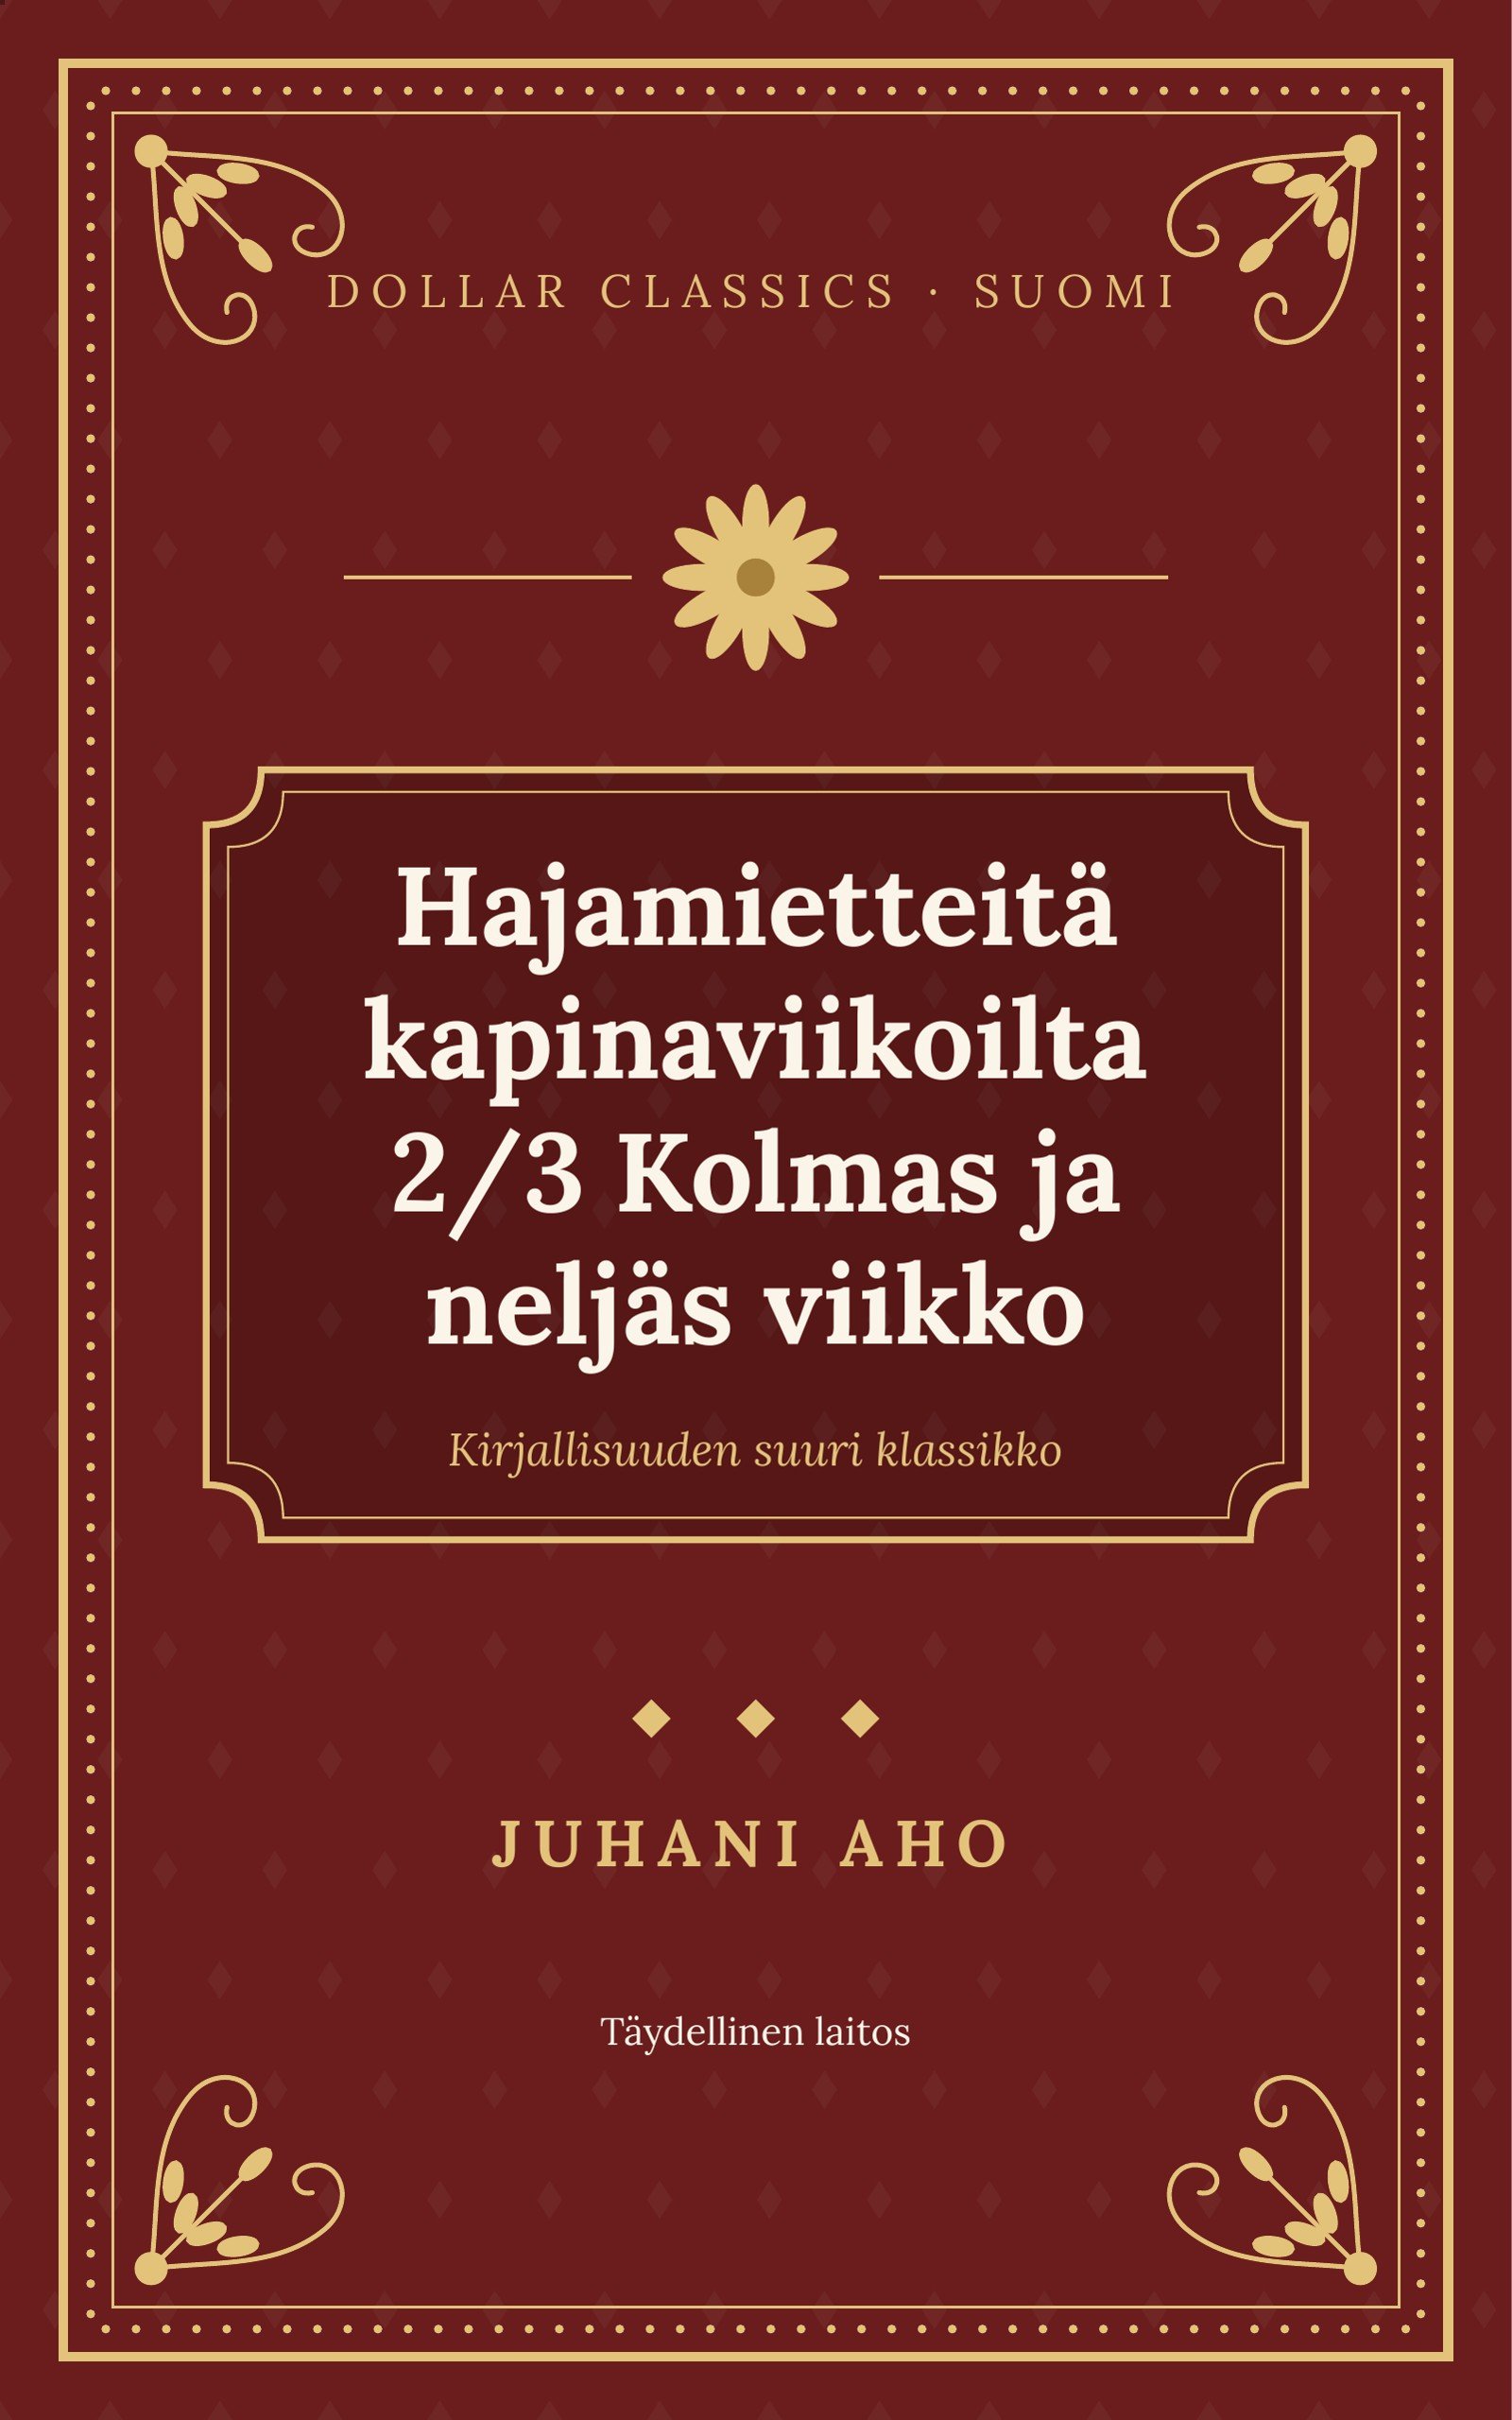 DOLLAR CLASSICS · SUOMI
Hajamietteitä
kapinaviikoilta
2/3 Kolmas ja
neljäs viikko
Kirjallisuuden suuri klassikko
JUHANI AHO
Täydellinen laitos